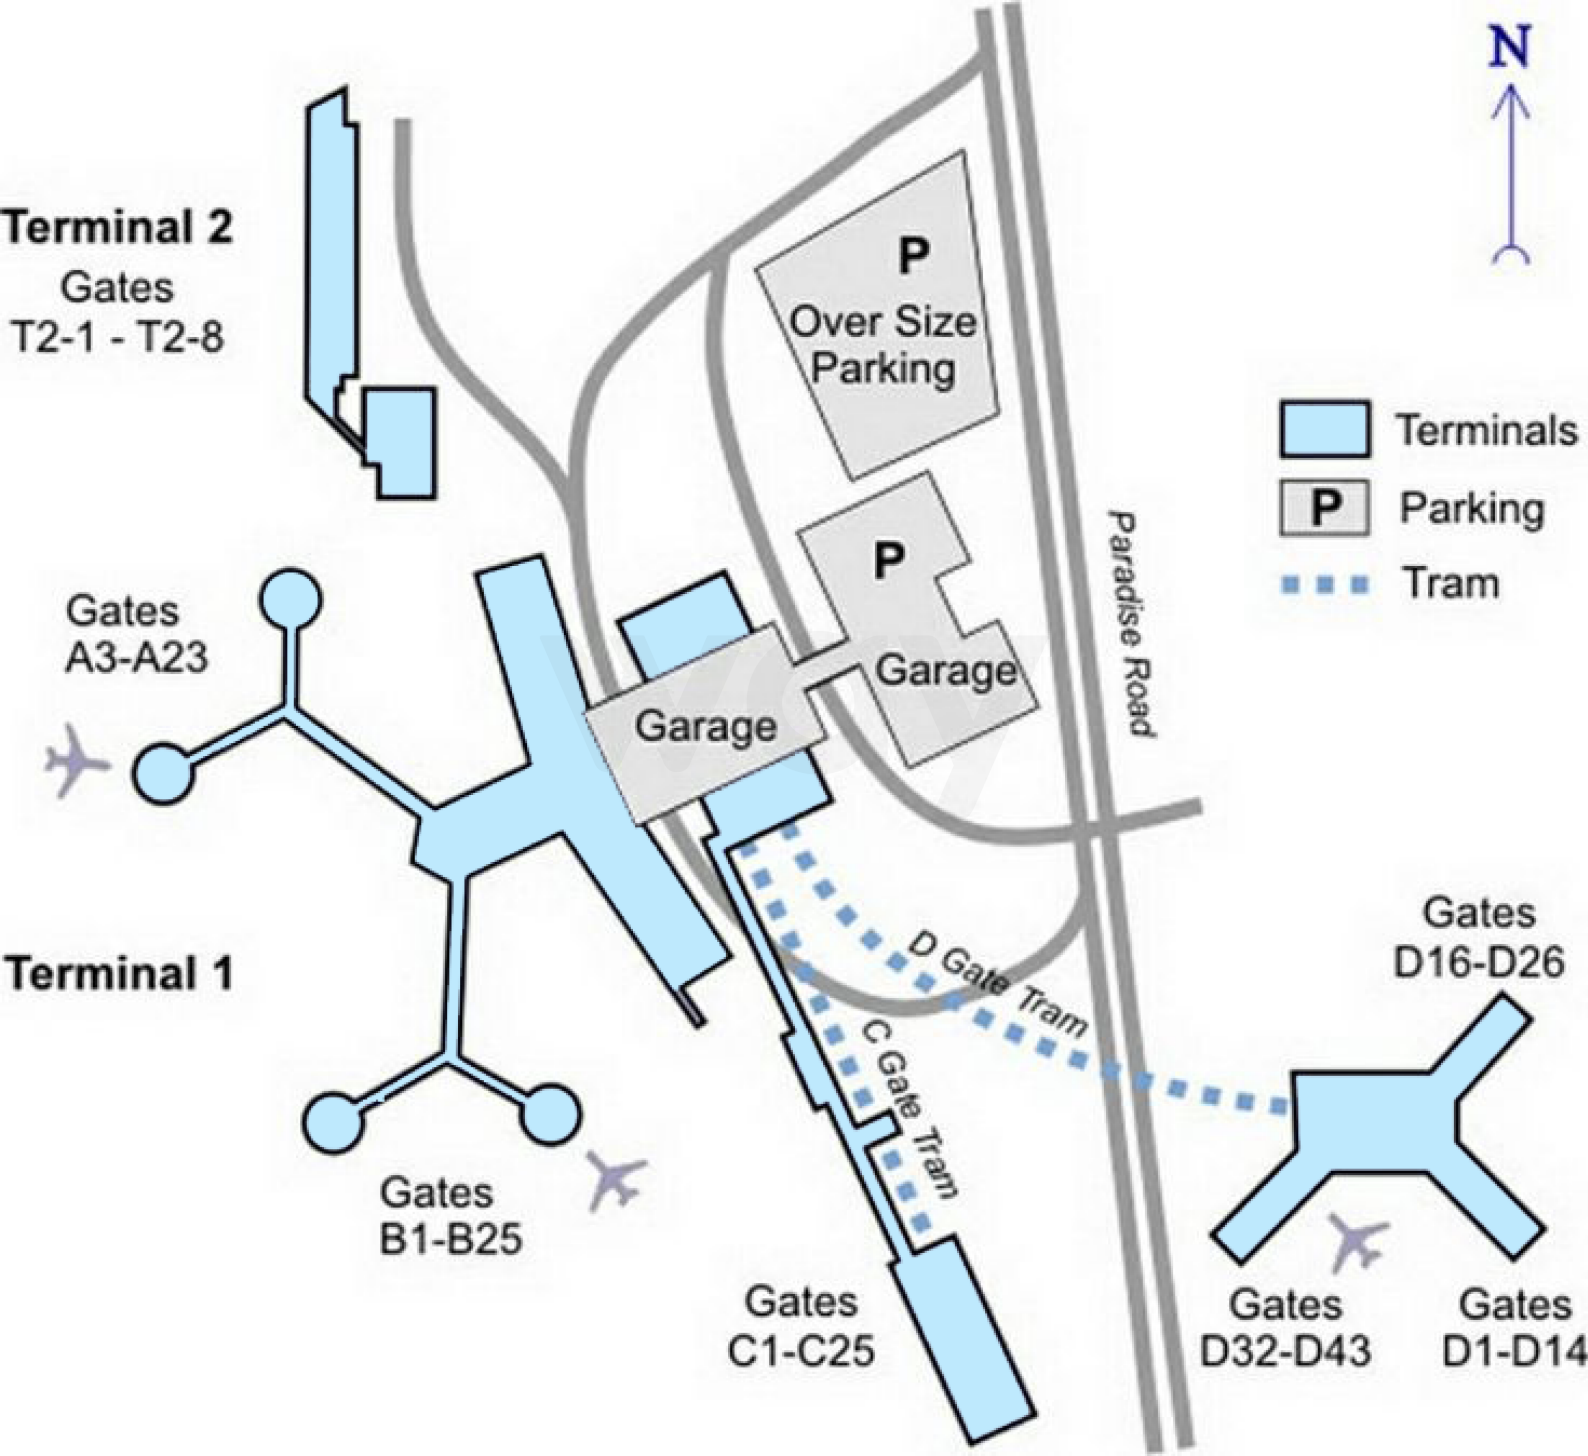 N
Terminal 2
Gates
T2-1 - T2-8
P
Over Size
Parking
Terminals
P
Parking
Tram
Paradise Road
P
Garage
Garage
Gates
A3-A23
Terminal 1
D Gate Tram
C Gate Tram
Gates
D16-D26
Gates
B1-B25
Gates
C1-C25
Gates
D32-D43
Gates
D1-D14